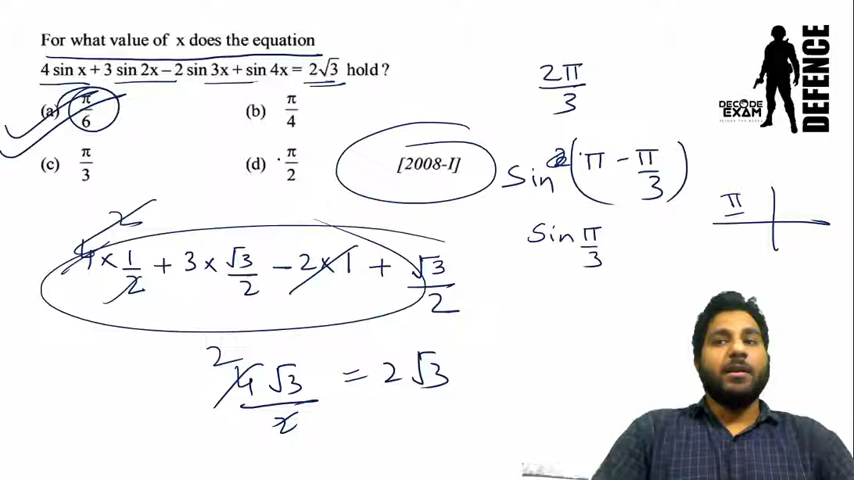 For what value of x does the equation
4 sin x + 3 sin 2x – 2 sin 3x + sin 4x = 2√3 hold ?
(a) π/6 (b) π/4
(c) π/3 (d) π/2
[2008-I]
2π/3
sin (π - π/3)
sin π/3
π
4 × 1/2 + 3 × √3/2 - 2 × 1 + √3/2
2
2 4√3/2 = 2√3
DECODE
EXAM
DEFENCE